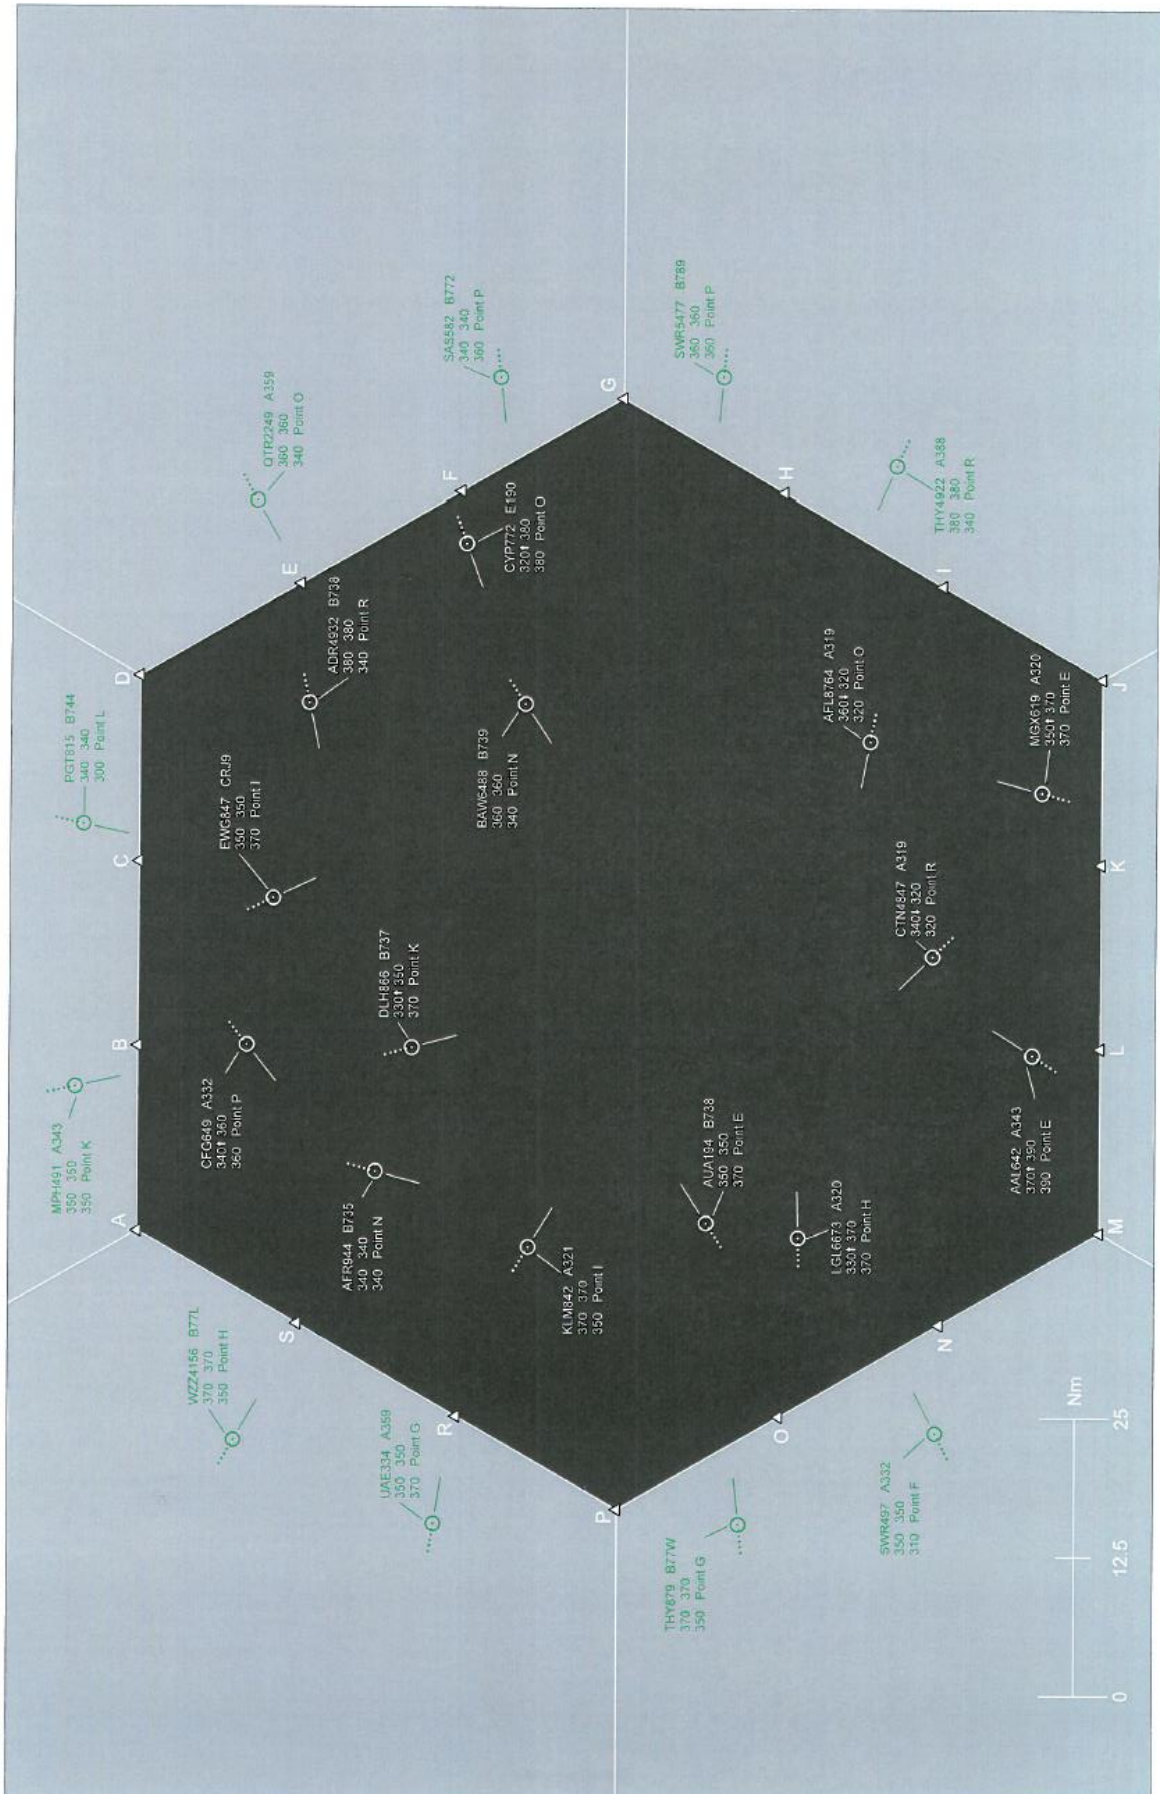 MPH491 A343
350 350
350 Point K
PGT815 B744
340 340
300 Point L
A
B
C
D
WZZ4156 B77L
370 370
350 Point H
CFG649 A332
340↑ 360
360 Point P
EWG847 CRJ9
350 350
370 Point I
QTR2249 A359
360 360
340 Point O
S
E
ADR4932 B738
380 380
340 Point R
AFR944 B735
340 340
340 Point N
DLH866 B737
330↑ 350
370 Point K
UAE334 A359
350 350
370 Point G
SAS582 B772
340 340
360 Point P
R
F
BAW6488 B739
360 360
340 Point N
CYP772 E190
320↑ 380
380 Point O
KLM842 A321
370 370
350 Point I
P
G
THY879 B77W
370 370
350 Point G
AUA194 B738
350 350
370 Point E
SWR5477 B789
360 360
360 Point P
O
H
LGL6673 A320
330↑ 370
370 Point H
AFL8764 A319
360↓ 320
320 Point O
SWR497 A332
350 350
310 Point F
CTN4847 A319
340↓ 320
320 Point R
THY4922 A388
380 380
340 Point R
N
I
AAL642 A343
370↑ 390
390 Point E
MGX619 A320
350↑ 370
370 Point E
M
L
K
J
Nm
0 12.5 25